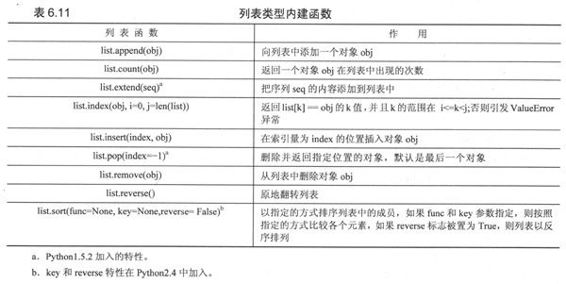 表 6.11 列表类型内建函数
列 表 函 数 作 用
list.append(obj) 向列表中添加一个对象 obj
list.count(obj) 返回一个对象 obj 在列表中出现的次数
list.extend(seq)a 把序列 seq 的内容添加到列表中
list.index(obj, i=0, j=len(list)) 返回 list[k] == obj 的 k 值，并且 k 的范围在 i<=k<j;否则引发 ValueError
异常
list.insert(index, obj) 在索引量为 index 的位置插入对象 obj
list.pop(index=-1)a 删除并返回指定位置的对象，默认是最后一个对象
list.remove(obj) 从列表中删除对象 obj
list.reverse() 原地翻转列表
list.sort(func=None, key=None,reverse= False)b 以指定的方式排序列表中的成员，如果 func 和 key 参数指定，则按照
指定的方式比较各个元素，如果 reverse 标志被置为 True，则列表以反
序排列
a．Python1.5.2 加入的特性。
b．key 和 reverse 特性在 Python2.4 中加入。